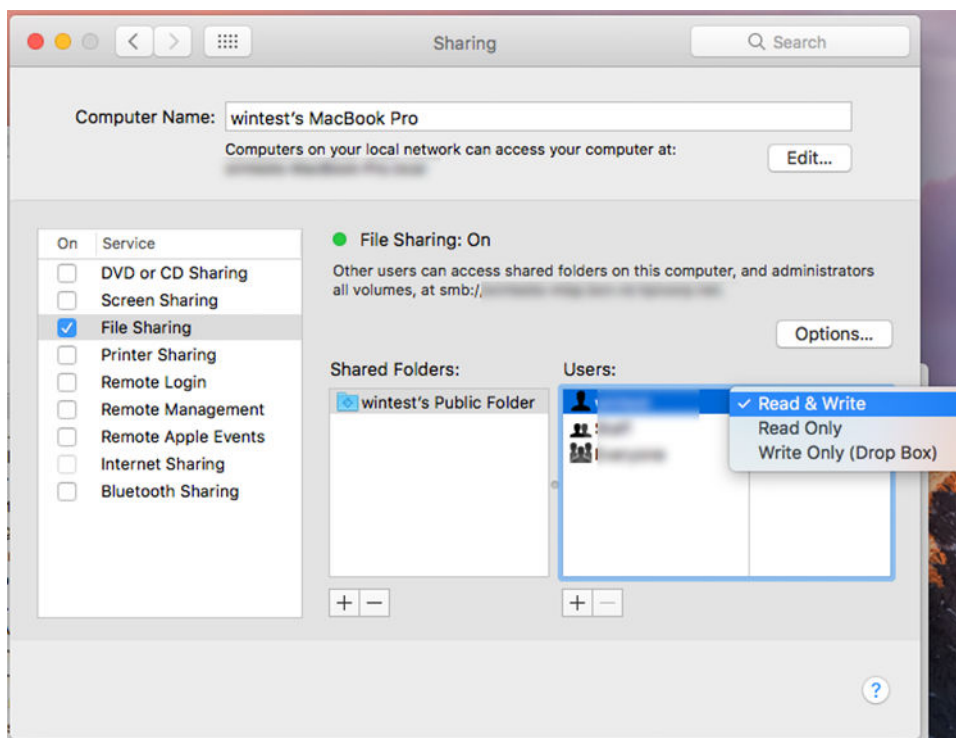 Sharing
Search
Computer Name: wintest's MacBook Pro
Computers on your local network can access your computer at:
Edit...
On Service
DVD or CD Sharing
Screen Sharing
File Sharing
Printer Sharing
Remote Login
Remote Management
Remote Apple Events
Internet Sharing
Bluetooth Sharing
File Sharing: On
Other users can access shared folders on this computer, and administrators
all volumes, at smb:/
Options...
Shared Folders:
wintest's Public Folder
Users:
✓ Read & Write
Read Only
Write Only (Drop Box)
+ −
+ −
?